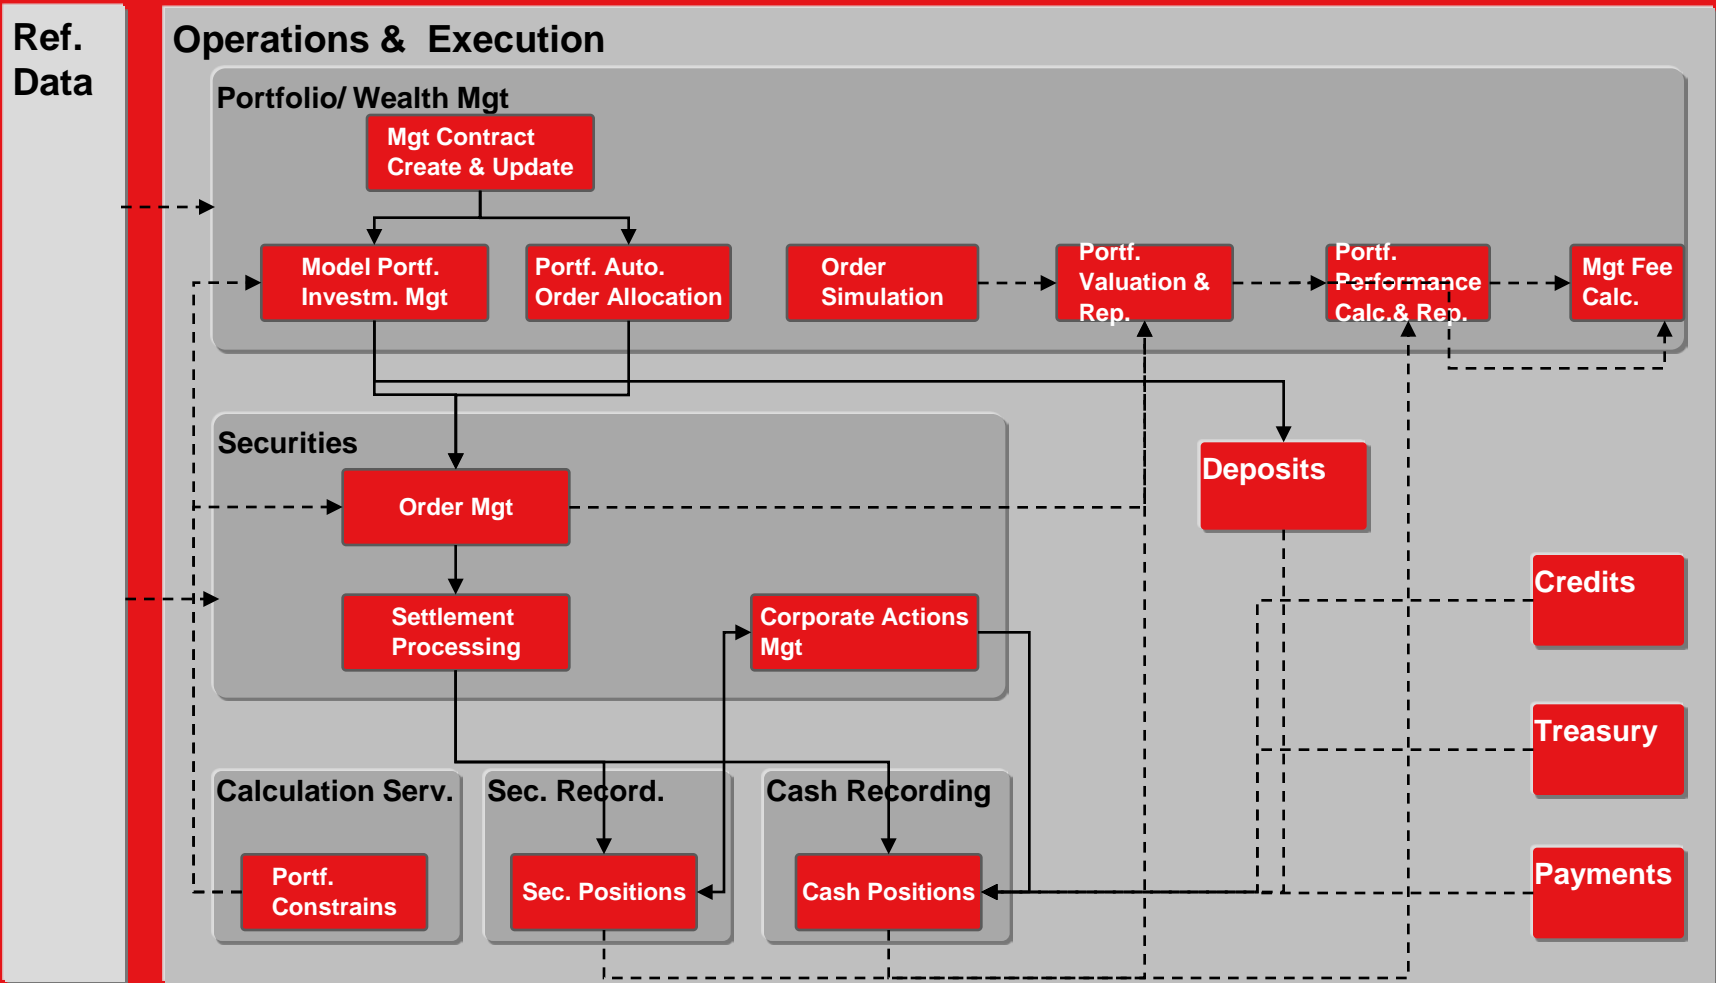 Ref.
Data
Operations &  Execution
Portfolio/ Wealth Mgt
Mgt Contract
Create & Update
Model Portf.
Investm. Mgt
Portf. Auto.
Order Allocation
Order
Simulation
Portf.
Valuation &
Rep.
Portf.
Performance
Calc.& Rep.
Mgt Fee
Calc.
Securities
Order Mgt
Settlement
Processing
Corporate Actions
Mgt
Deposits
Credits
Treasury
Payments
Calculation Serv.
Portf.
Constrains
Sec. Record.
Sec. Positions
Cash Recording
Cash Positions